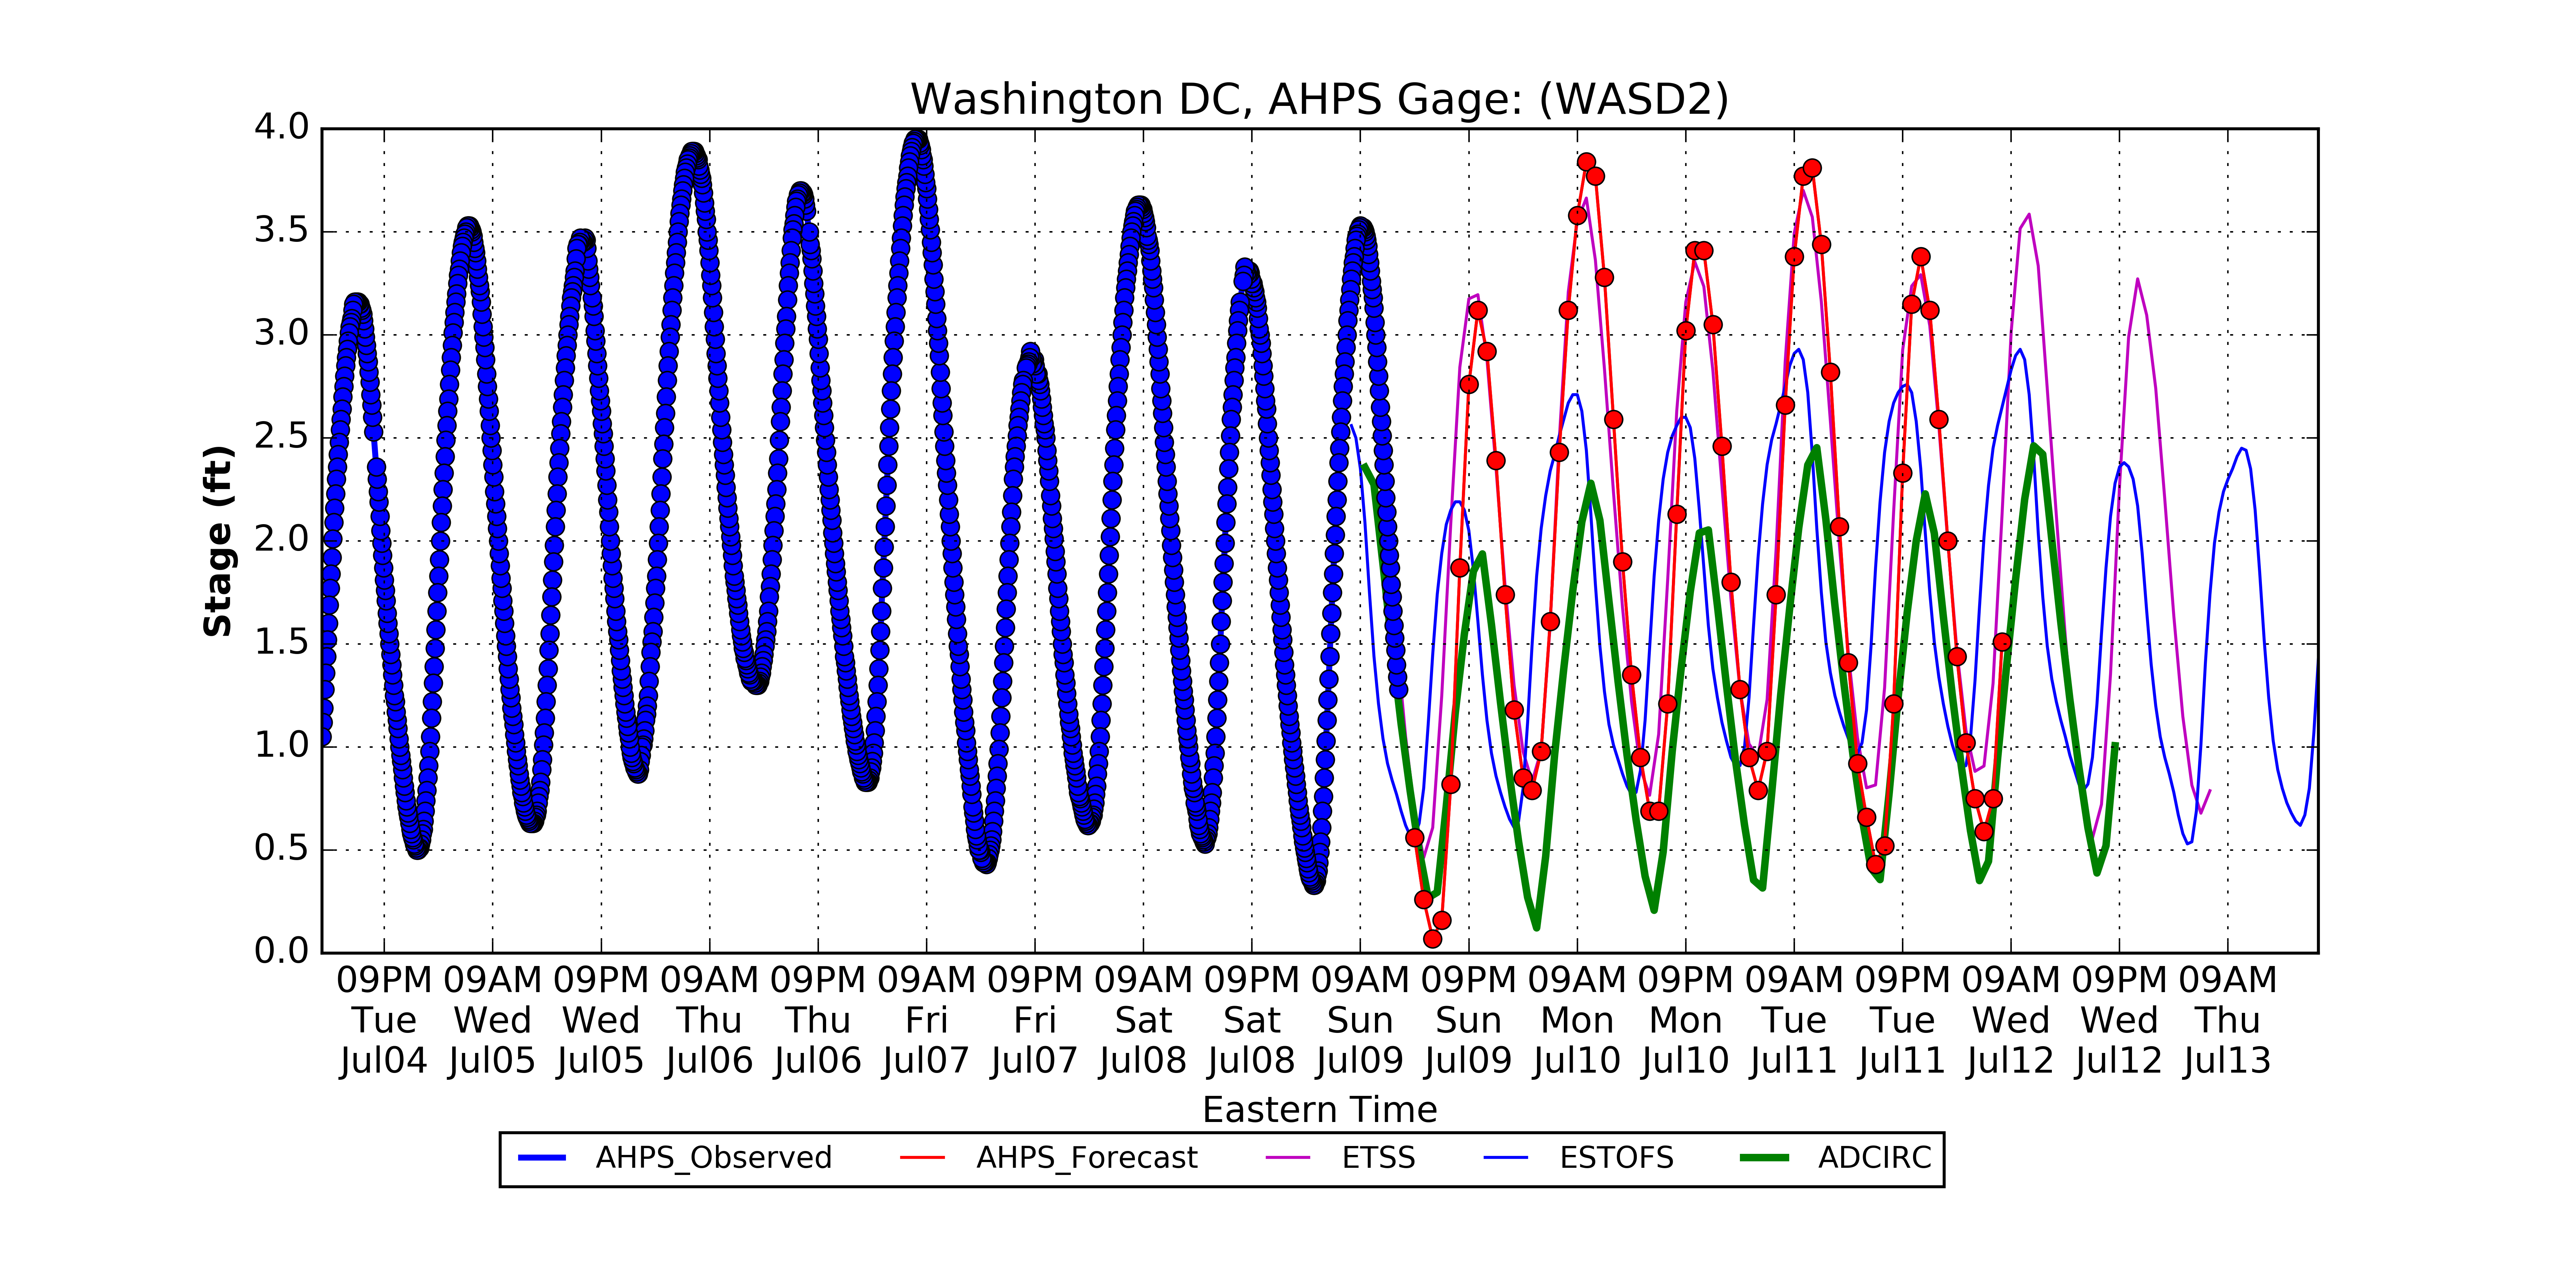 Washington DC, AHPS Gage: (WASD2)
4.0
3.5
3.0
2.5
2.0
1.5
1.0
0.5
0.0
Stage (ft)
09PM 09AM 09PM 09AM 09PM 09AM 09PM 09AM 09PM 09AM 09PM 09AM 09PM 09AM 09PM 09AM 09PM 09AM
Tue Wed Wed Thu Thu Fri Fri Sat Sat Sun Sun Mon Mon Tue Tue Wed Wed Thu
Jul04 Jul05 Jul05 Jul06 Jul06 Jul07 Jul07 Jul08 Jul08 Jul09 Jul09 Jul10 Jul10 Jul11 Jul11 Jul12 Jul12 Jul13
Eastern Time
AHPS_Observed AHPS_Forecast ETSS ESTOFS ADCIRC